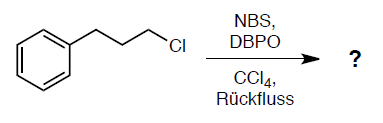 NBS,
DBPO
Cl
?
CCl₄,
Rückfluss